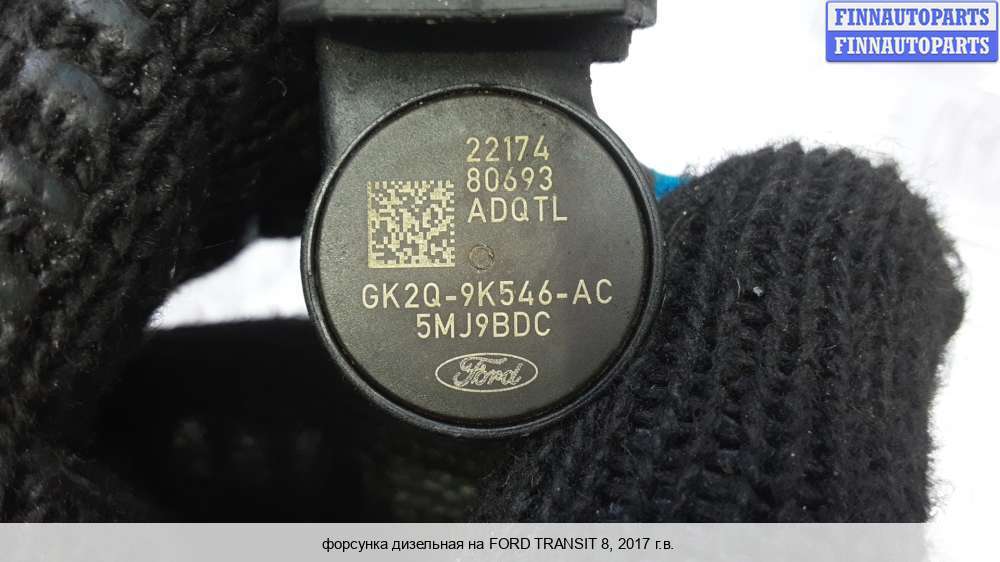 FINNAUTOPARTS
FINNAUTOPARTS
22174
80693
ADQTL
GK2Q-9K546-AC
5MJ9BDC
Ford
форсунка дизельная на FORD TRANSIT 8, 2017 г.в.